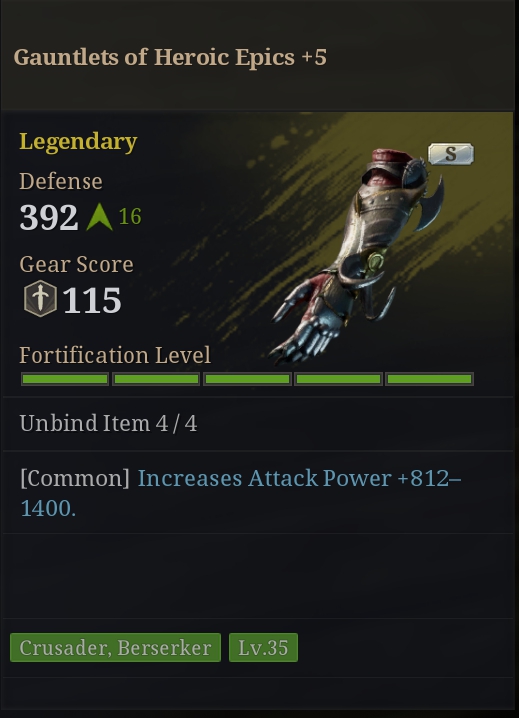 Gauntlets of Heroic Epics +5
Legendary
S
Defense
392 16
Gear Score
115
Fortification Level
Unbind Item 4 / 4
[Common] Increases Attack Power +812–
1400.
Crusader, Berserker Lv.35